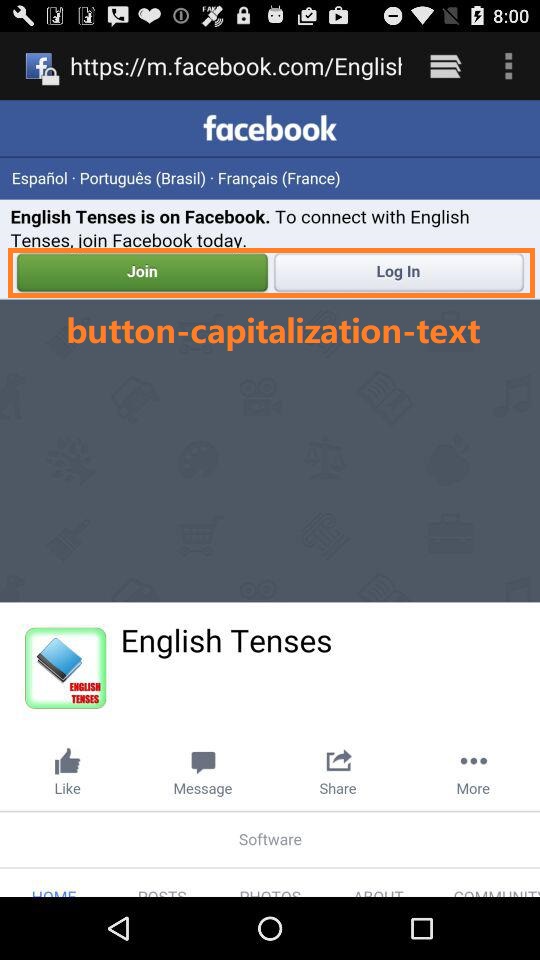 8:00
https://m.facebook.com/English
facebook
Español · Português (Brasil) · Français (France)
English Tenses is on Facebook. To connect with English
Tenses, join Facebook today.
Join Log In
button-capitalization-text
ENGLISH
TENSES
English Tenses
Like Message Share More
Software
HOME POSTS PHOTOS ABOUT COMMUNITY